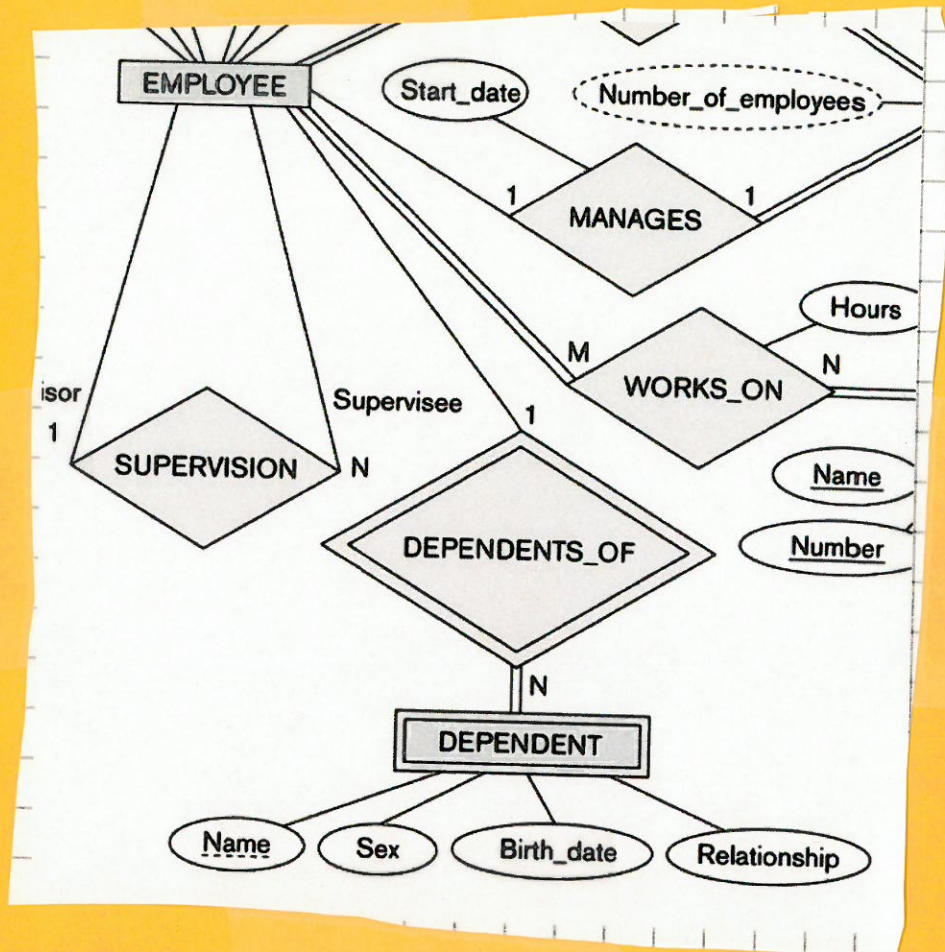 EMPLOYEE
Start_date
Number_of_employees
1
MANAGES
1
Hours
M
WORKS_ON
N
isor
Supervisee
1
1
SUPERVISION
N
Name
Number
DEPENDENTS_OF
N
DEPENDENT
Name
Sex
Birth_date
Relationship